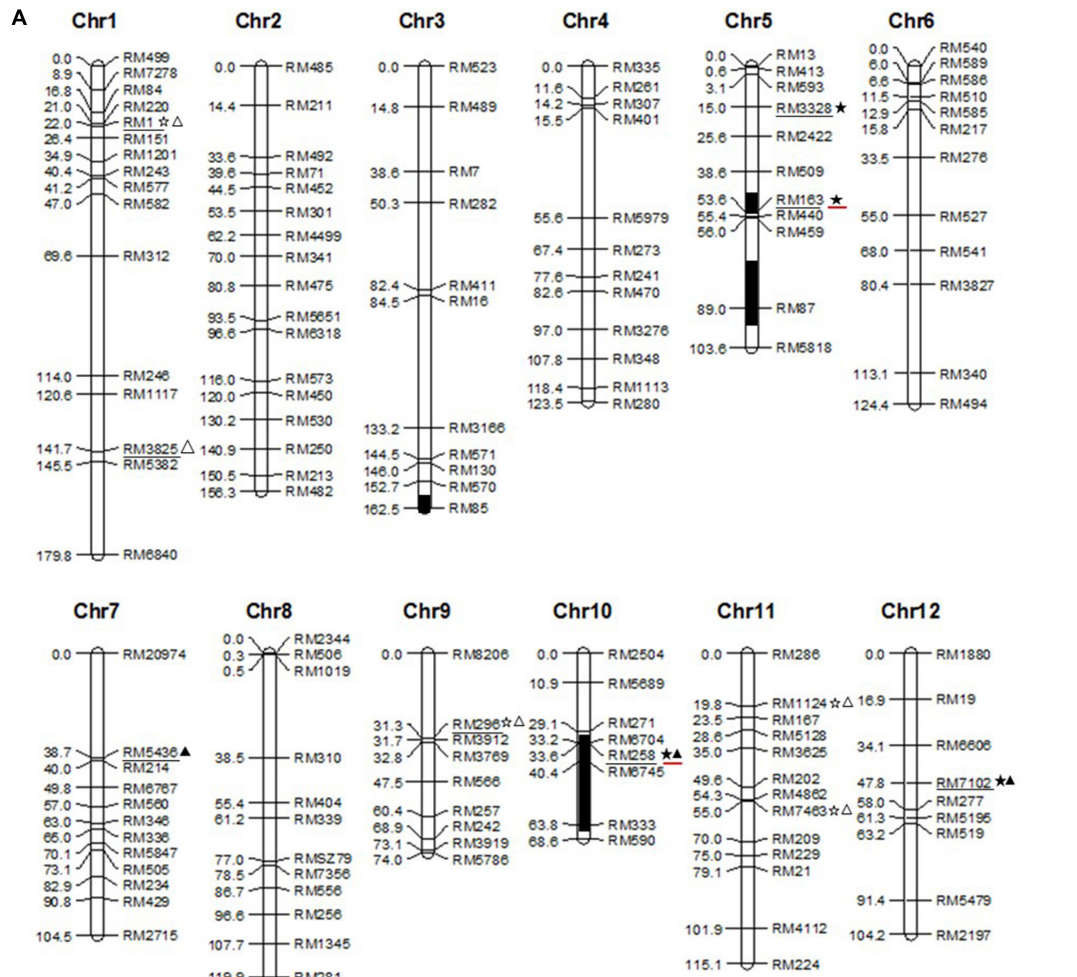 A
Chr1
0.0 RM499
8.9 RM7278
16.8 RM84
21.0 RM220
22.0 RM1 ☆△
26.4 RM151
34.9 RM1201
40.4 RM243
41.2 RM577
47.0 RM582
69.6 RM312
114.0 RM246
120.6 RM1117
141.7 RM3825 △
145.5 RM5382
179.8 RM6840
Chr2
0.0 RM485
14.4 RM211
33.6 RM492
39.6 RM71
44.5 RM452
53.5 RM301
62.2 RM4499
70.0 RM341
80.8 RM475
93.5 RM5651
96.6 RM6318
116.0 RM573
120.0 RM450
130.2 RM530
140.9 RM250
150.5 RM213
156.3 RM482
Chr3
0.0 RM523
14.8 RM489
38.6 RM7
50.3 RM282
82.4 RM411
84.5 RM16
133.2 RM3166
144.5 RM571
146.0 RM130
152.7 RM570
162.5 RM85
Chr4
0.0 RM335
11.6 RM261
14.2 RM307
15.5 RM401
55.6 RM5979
67.4 RM273
77.6 RM241
82.6 RM470
97.0 RM3276
107.8 RM348
118.4 RM1113
123.5 RM280
Chr5
0.0 RM13
0.6 RM413
3.1 RM593
15.0 RM3328 ★
25.6 RM2422
38.6 RM509
53.6 RM163 ★
55.4 RM440
56.0 RM459
89.0 RM87
103.6 RM5818
Chr6
0.0 RM540
6.0 RM589
6.6 RM586
11.5 RM510
12.9 RM585
15.8 RM217
33.5 RM276
55.0 RM527
68.0 RM541
80.4 RM3827
113.1 RM340
124.4 RM494
Chr7
0.0 RM20974
38.7 RM5436 ▲
40.0 RM214
49.8 RM6767
57.0 RM560
63.0 RM346
65.0 RM336
70.1 RM5847
73.1 RM505
82.9 RM234
90.8 RM429
104.5 RM2715
Chr8
0.0 RM2344
0.3 RM506
0.5 RM1019
38.5 RM310
55.4 RM404
61.2 RM339
77.0 RMSZ79
78.5 RM7356
86.7 RM556
96.6 RM256
107.7 RM1345
Chr9
0.0 RM8206
31.3 RM296 ☆△
31.7 RM3912
32.8 RM3769
47.5 RM566
60.4 RM257
68.9 RM242
73.1 RM3919
74.0 RM5786
Chr10
0.0 RM2504
10.9 RM5689
29.1 RM271
33.2 RM6704
33.6 RM258 ★▲
40.4 RM6745
63.8 RM333
68.6 RM590
Chr11
0.0 RM286
19.8 RM1124 ☆△
23.5 RM167
28.6 RM5128
35.0 RM3625
49.6 RM202
54.3 RM4862
55.0 RM7463 ☆△
70.0 RM209
75.0 RM229
79.1 RM21
101.9 RM4112
115.1 RM224
Chr12
0.0 RM1880
16.9 RM19
34.1 RM6606
47.8 RM7102 ★▲
58.0 RM277
61.3 RM5195
63.2 RM519
91.4 RM5479
104.2 RM2197